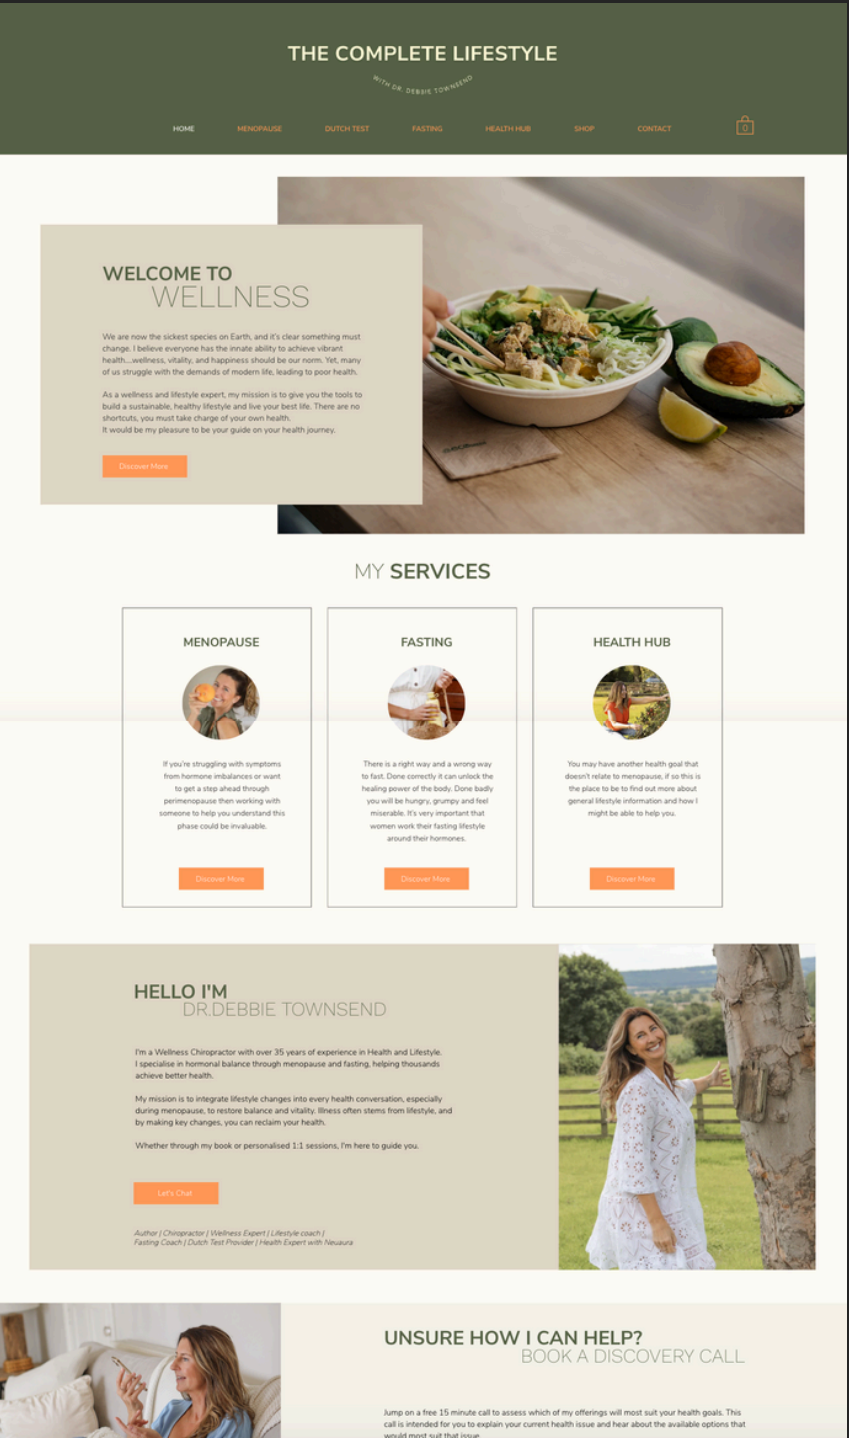 THE COMPLETE LIFESTYLE
WITH DR. DEBBIE TOWNSEND
HOME MENOPAUSE DUTCH TEST FASTING HEALTH HUB SHOP CONTACT 0
WELCOME TO
WELLNESS
We are now the sickest species on Earth, and it's clear something must
change. I believe everyone has the innate ability to achieve vibrant
health....wellness, vitality, and happiness should be our norm. Yet, many
of us struggle with the demands of modern life, leading to poor health.
As a wellness and lifestyle expert, my mission is to give you the tools to
build a sustainable, healthy lifestyle and live your best life. There are no
shortcuts, you must take charge of your own health.
It would be my pleasure to be your guide on your health journey.
Discover More
MY SERVICES
MENOPAUSE
If you're struggling with symptoms
from hormone imbalances or want
to get a step ahead through
perimenopause then working with
someone to help you understand this
phase could be invaluable.
Discover More
FASTING
There is a right way and a wrong way
to fast. Done correctly it can unlock the
healing power of the body. Done badly
you will be hungry, grumpy and feel
miserable. It's very important that
women work their fasting lifestyle
around their hormones.
Discover More
HEALTH HUB
You may have another health goal that
doesn't relate to menopause, if so this is
the place to be to find out more about
general lifestyle information and how I
might be able to help you.
Discover More
HELLO I'M
DR.DEBBIE TOWNSEND
I'm a Wellness Chiropractor with over 35 years of experience in Health and Lifestyle.
I specialise in hormonal balance through menopause and fasting, helping thousands
achieve better health.
My mission is to integrate lifestyle changes into every health conversation, especially
during menopause, to restore balance and vitality. Illness often stems from lifestyle, and
by making key changes, you can reclaim your health.
Whether through my book or personalised 1:1 sessions, I'm here to guide you.
Let's Chat
Author | Chiropractor | Wellness Expert | Lifestyle coach |
Fasting Coach | Dutch Test Provider | Health Expert with Neuaura
UNSURE HOW I CAN HELP?
BOOK A DISCOVERY CALL
Jump on a free 15 minute call to assess which of my offerings will most suit your health goals. This
call is intended for you to explain your current health issue and hear about the available options that
would most suit that issue.